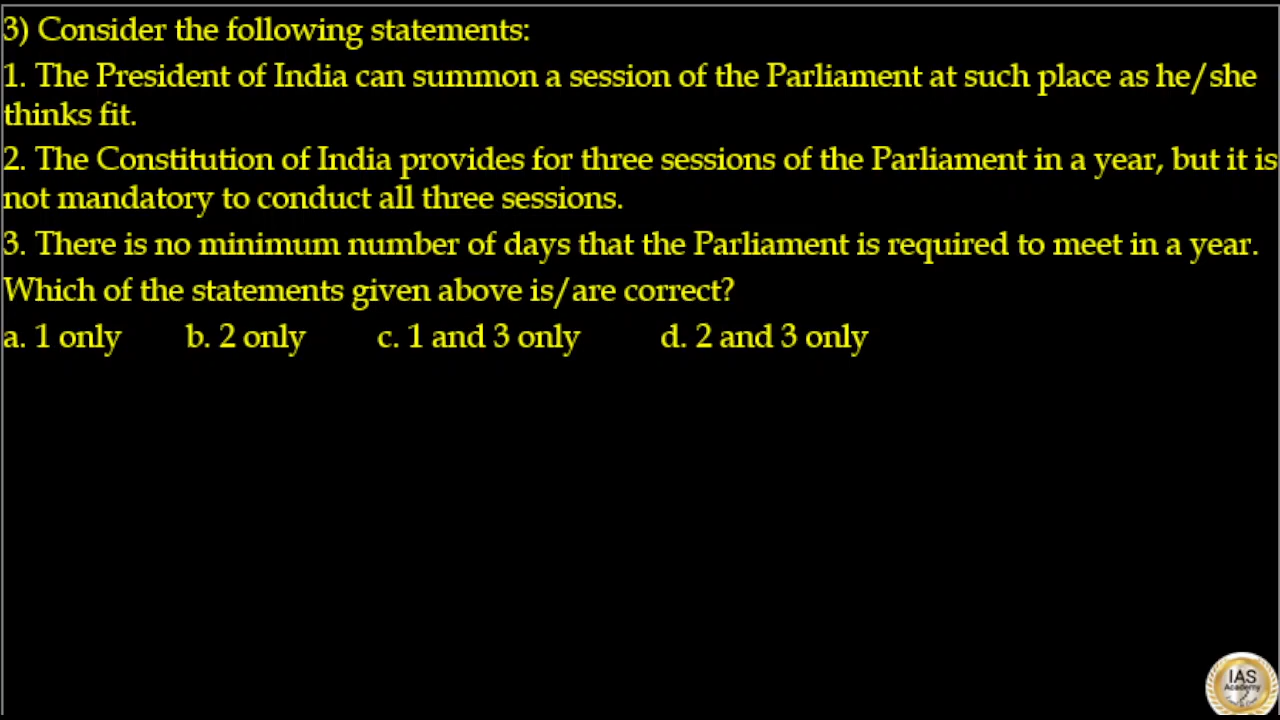 3) Consider the following statements:
1. The President of India can summon a session of the Parliament at such place as he/she
thinks fit.
2. The Constitution of India provides for three sessions of the Parliament in a year, but it is
not mandatory to conduct all three sessions.
3. There is no minimum number of days that the Parliament is required to meet in a year.
Which of the statements given above is/are correct?
a. 1 only b. 2 only c. 1 and 3 only d. 2 and 3 only
IAS
Academy